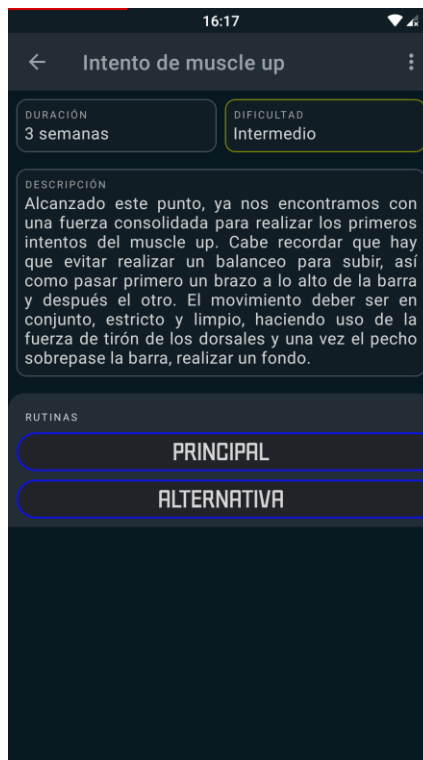 16:17
Intento de muscle up
DURACIÓN
3 semanas
DIFICULTAD
Intermedio
DESCRIPCIÓN
Alcanzado este punto, ya nos encontramos con
una fuerza consolidada para realizar los primeros
intentos del muscle up. Cabe recordar que hay
que evitar realizar un balanceo para subir, así
como pasar primero un brazo a lo alto de la barra
y después el otro. El movimiento deber ser en
conjunto, estricto y limpio, haciendo uso de la
fuerza de tirón de los dorsales y una vez el pecho
sobrepase la barra, realizar un fondo.
RUTINAS
PRINCIPAL
ALTERNATIVA